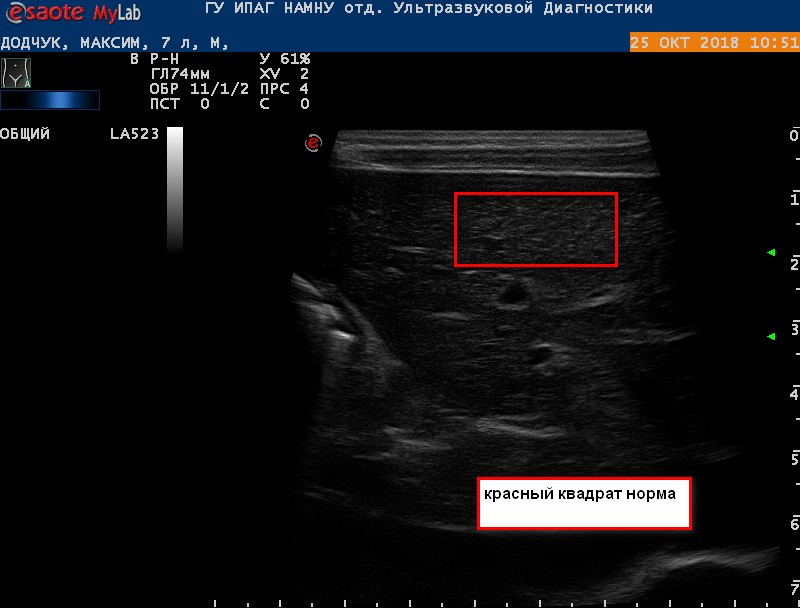 esaote MyLab
ГУ ИПАГ НАМНУ отд. Ультразвуковой Диагностики
ДОДЧУК, МАКСИМ, 7 л, М,
25 ОКТ 2018 10:51
В Р-Н У 61%
ГЛ74мм XV 2
ОБР 11/1/2 ПРС 4
ПСТ 0 С 0
A
ОБЩИЙ LA523
e
0
1
2
3
4
5
6
7
красный квадрат норма